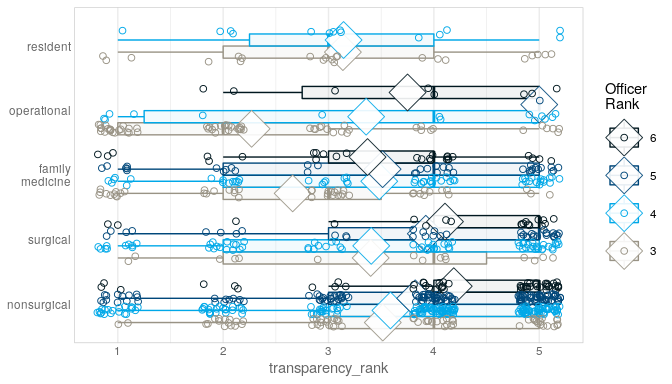 resident
operational
family
medicine
surgical
nonsurgical
1 2 3 4 5
transparency_rank
Officer
Rank
6
5
4
3